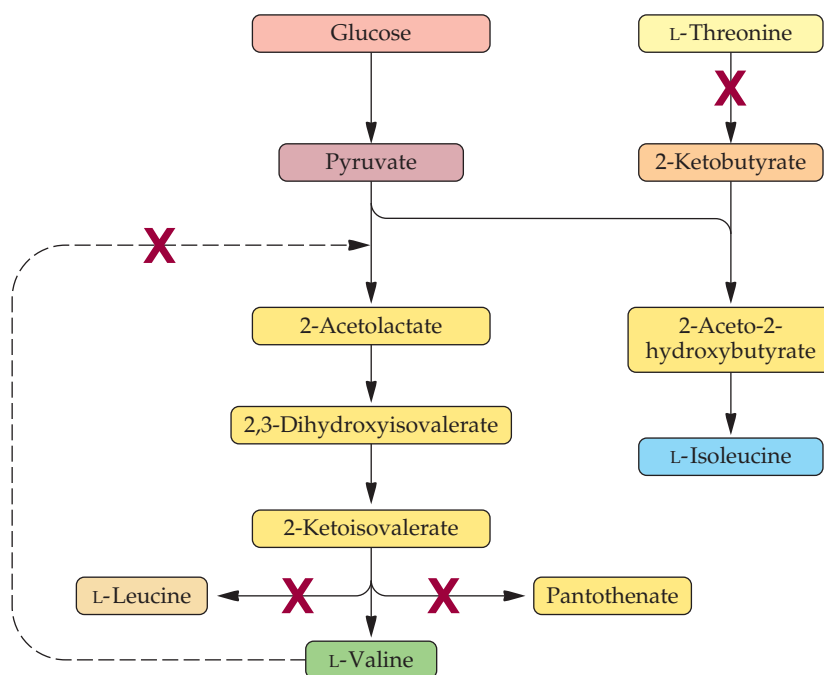 Glucose
L-Threonine
X
Pyruvate
2-Ketobutyrate
X
2-Acetolactate
2-Aceto-2-
hydroxybutyrate
2,3-Dihydroxyisovalerate
L-Isoleucine
2-Ketoisovalerate
L-Leucine
X
X
Pantothenate
L-Valine